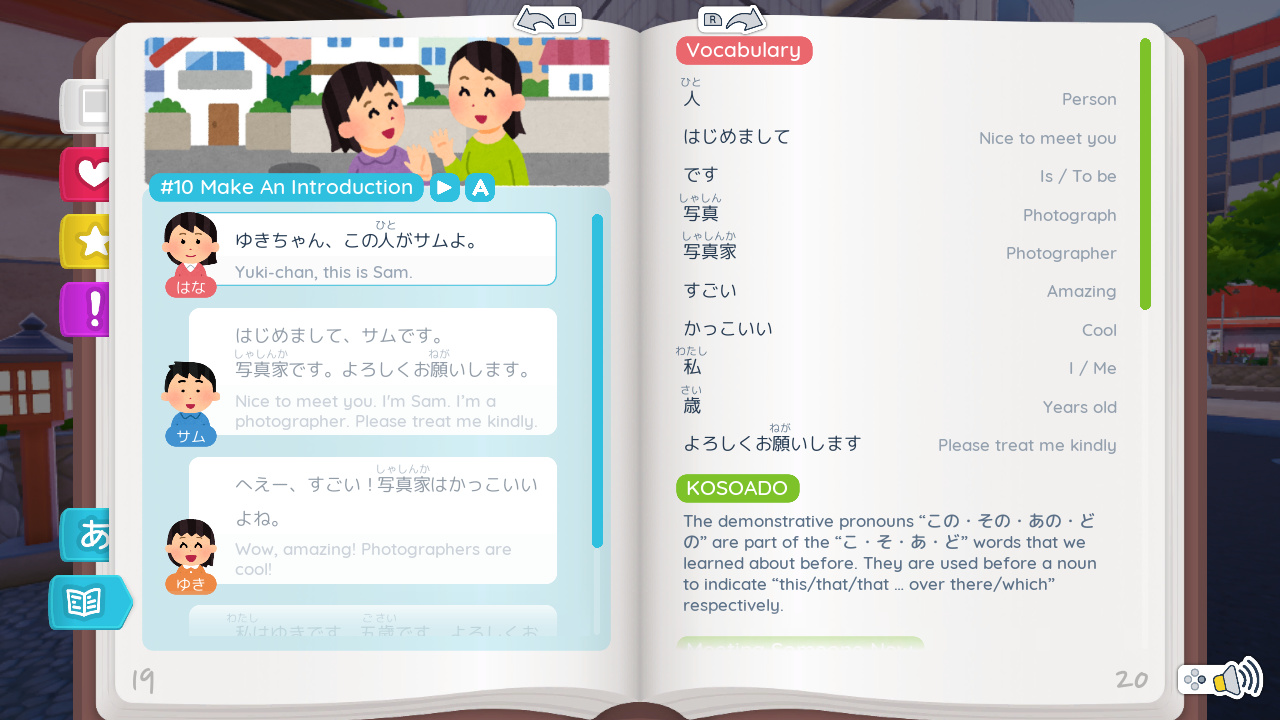 L
R
#10 Make An Introduction
A
ひと
ゆきちゃん、この人がサムよ。
Yuki-chan, this is Sam.
はな
はじめまして、サムです。
しゃしんか ねが
写真家です。よろしくお願いします。
Nice to meet you. I'm Sam. I'm a
photographer. Please treat me kindly.
サム
しゃしんか
へえー、すごい！写真家はかっこいい
よね。
Wow, amazing! Photographers are
cool!
ゆき
わたし ごさい
私はゆきです。五歳です。よろしくお
あ
19
Vocabulary
ひと
人 Person
はじめまして Nice to meet you
です Is / To be
しゃしん
写真 Photograph
しゃしんか
写真家 Photographer
すごい Amazing
かっこいい Cool
わたし
私 I / Me
さい
歳 Years old
ねが
よろしくお願いします Please treat me kindly
KOSOADO
The demonstrative pronouns “この・その・あの・ど
の” are part of the “こ・そ・あ・ど” words that we
learned about before. They are used before a noun
to indicate “this/that/that ... over there/which”
respectively.
Meeting Someone New
20